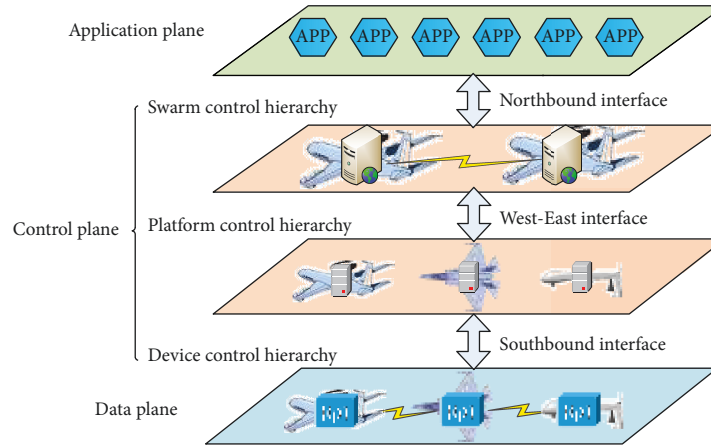 Application plane
APP APP APP APP APP APP
Swarm control hierarchy
Northbound interface
Control plane
Platform control hierarchy
West-East interface
Device control hierarchy
Southbound interface
Data plane